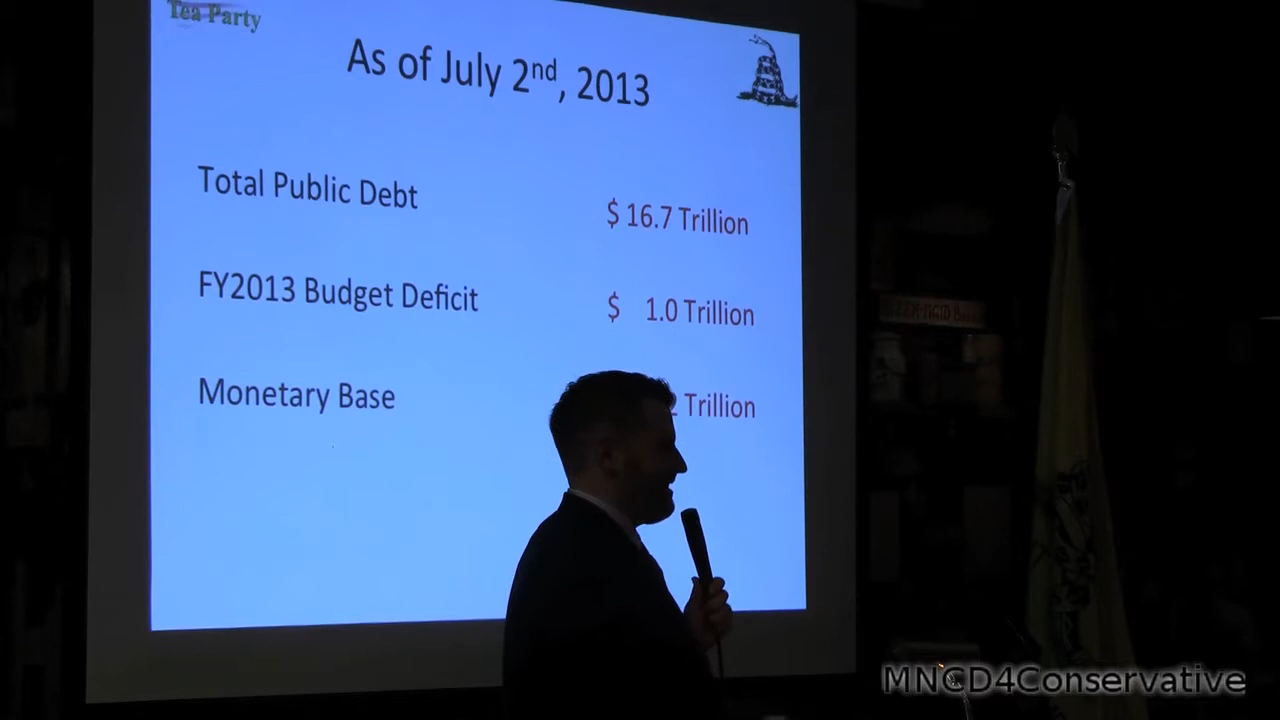 Tea Party
As of July 2nd, 2013
Total Public Debt $ 16.7 Trillion
FY2013 Budget Deficit $ 1.0 Trillion
Monetary Base Trillion
MNCD4Conservative